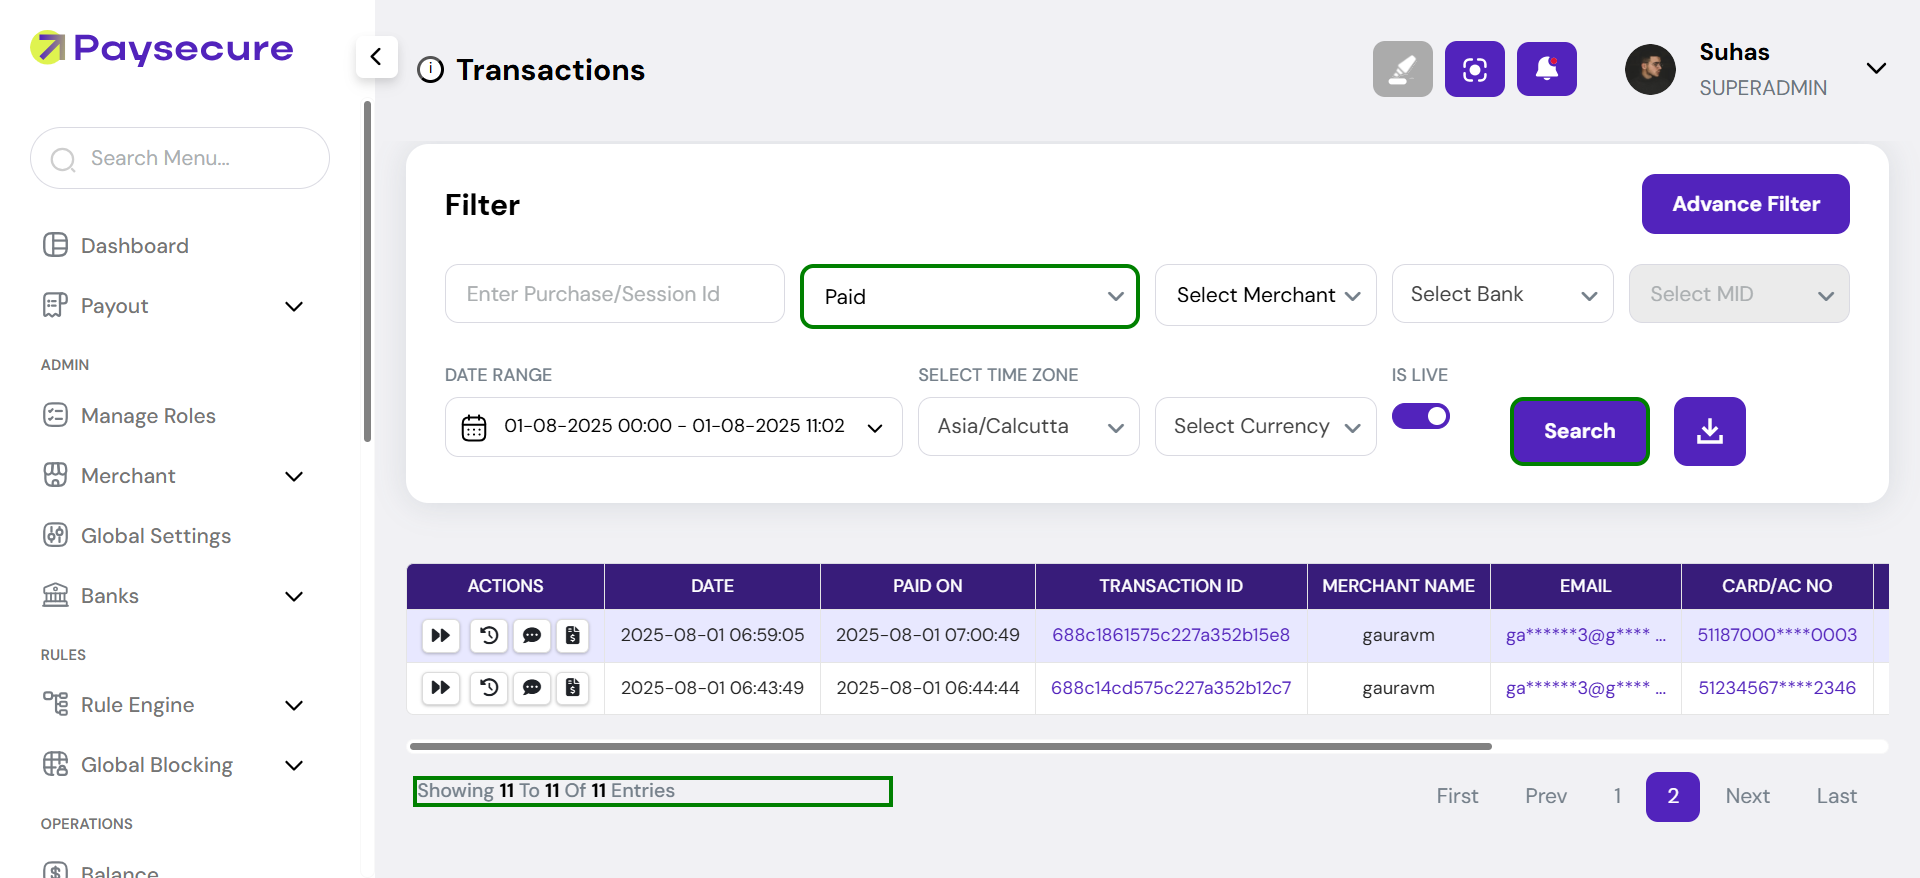 Paysecure
Search Menu...
Dashboard
Payout
ADMIN
Manage Roles
Merchant
Global Settings
Banks
RULES
Rule Engine
Global Blocking
OPERATIONS
Balance
Transactions
Suhas
SUPERADMIN
Filter
Advance Filter
Enter Purchase/Session Id
Paid
Select Merchant
Select Bank
Select MID
DATE RANGE
SELECT TIME ZONE
IS LIVE
01-08-2025 00:00 - 01-08-2025 11:02
Asia/Calcutta
Select Currency
Search
ACTIONS DATE PAID ON TRANSACTION ID MERCHANT NAME EMAIL CARD/AC NO
2025-08-01 06:59:05 2025-08-01 07:00:49 688c1861575c227a352b15e8 gauravm ga******3@g**** ... 51187000****0003
2025-08-01 06:43:49 2025-08-01 06:44:44 688c14cd575c227a352b12c7 gauravm ga******3@g**** ... 51234567****2346
Showing 11 To 11 Of 11 Entries
First Prev 1 2 Next Last